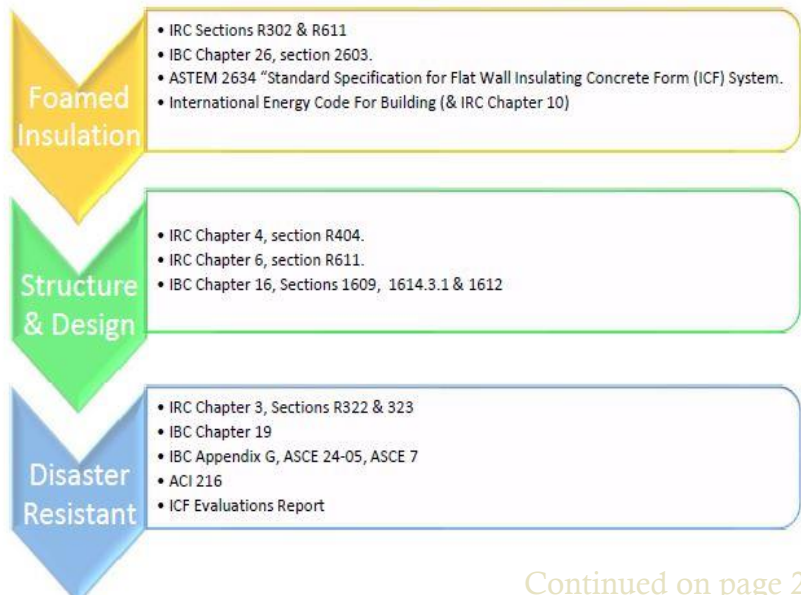 Foamed
Insulation
• IRC Sections R302 & R611
• IBC Chapter 26, section 2603.
• ASTEM 2634 “Standard Specification for Flat Wall Insulating Concrete Form (ICF) System.
• International Energy Code For Building (& IRC Chapter 10)
Structure
& Design
• IRC Chapter 4, section R404.
• IRC Chapter 6, section R611.
• IBC Chapter 16, Sections 1609, 1614.3.1 & 1612
Disaster
Resistant
• IRC Chapter 3, Sections R322 & 323
• IBC Chapter 19
• IBC Appendix G, ASCE 24-05, ASCE 7
• ACI 216
• ICF Evaluations Report
Continued on page 2